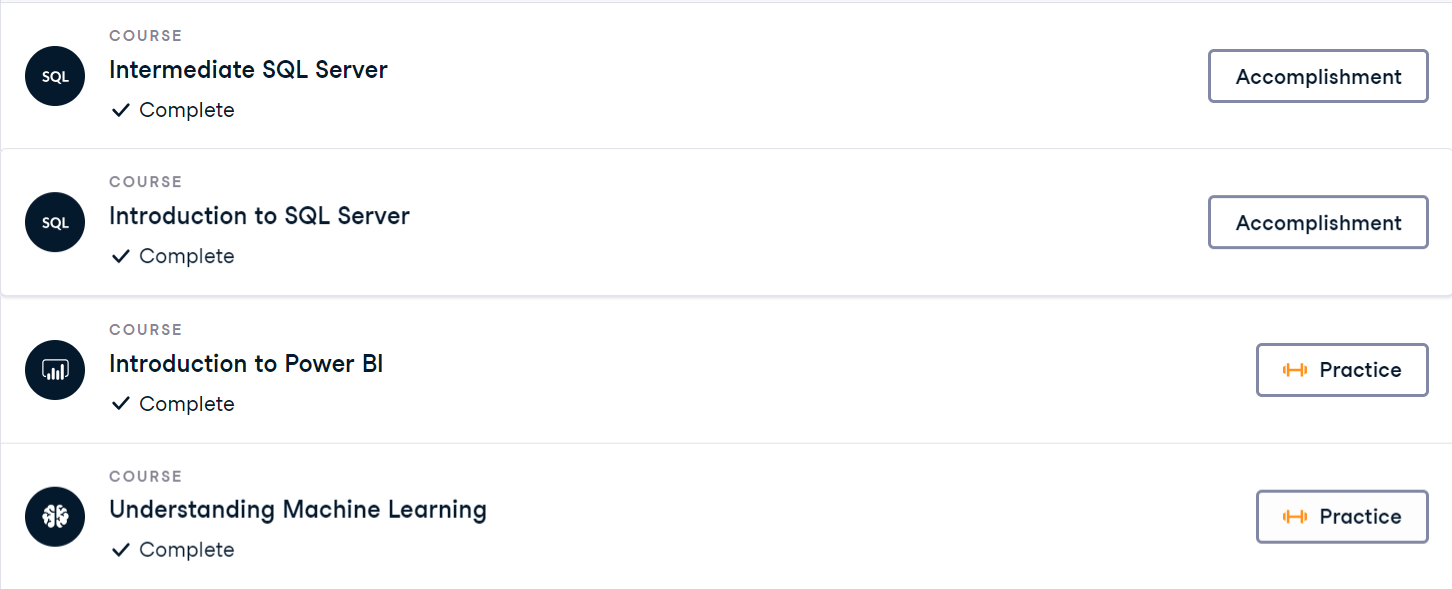 COURSE
SQL Intermediate SQL Server Accomplishment
Complete
COURSE
SQL Introduction to SQL Server Accomplishment
Complete
COURSE
Introduction to Power BI Practice
Complete
COURSE
Understanding Machine Learning Practice
Complete